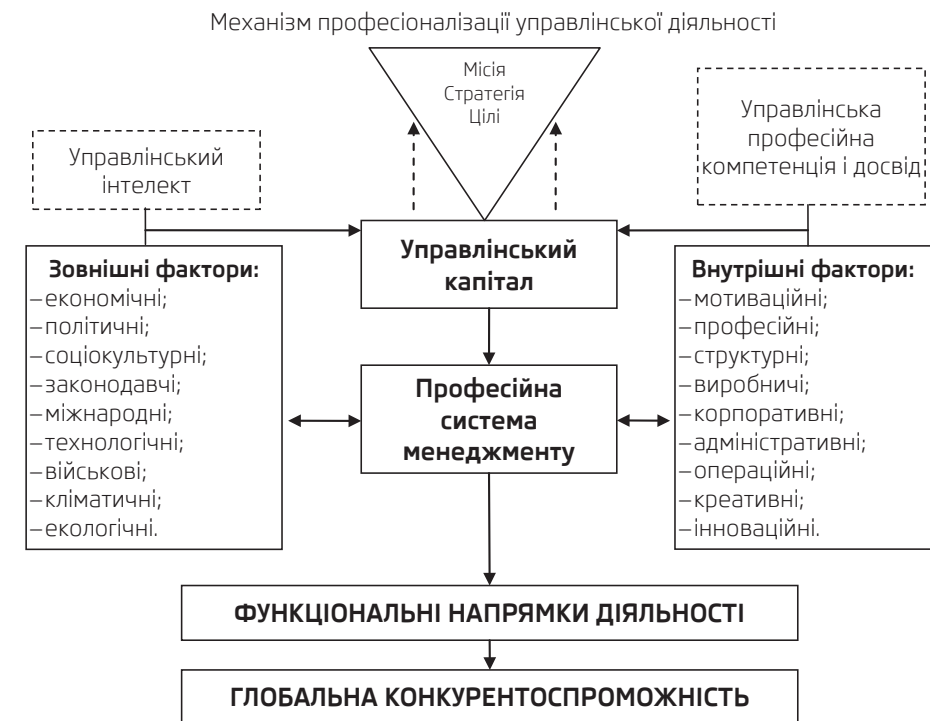 Механізм професіоналізації управлінської діяльності
Місія
Стратегія
Цілі
Управлінський
інтелект
Управлінська
професійна
компетенція і досвід
Управлінський
капітал
Зовнішні фактори:
–економічні;
–політичні;
–соціокультурні;
–законодавчі;
–міжнародні;
–технологічні;
–військові;
–кліматичні;
–екологічні.
Професійна
система
менеджменту
Внутрішні фактори:
–мотиваційні;
–професійні;
–структурні;
–виробничі;
–корпоративні;
–адміністративні;
–операційні;
–креативні;
–інноваційні.
ФУНКЦІОНАЛЬНІ НАПРЯМКИ ДІЯЛЬНОСТІ
ГЛОБАЛЬНА КОНКУРЕНТОСПРОМОЖНІСТЬ